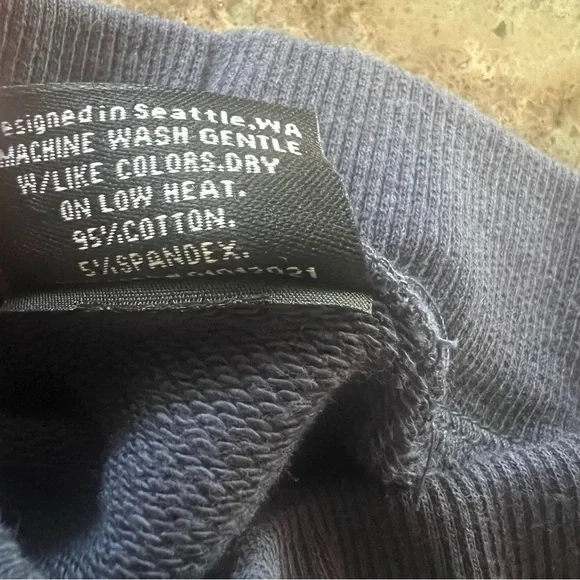 esigned in Seattle.WA
MACHINE WASH GENTLE
W/LIKE COLORS.DRY
ON LOW HEAT.
95%COTTON.
5%SPANDEX.